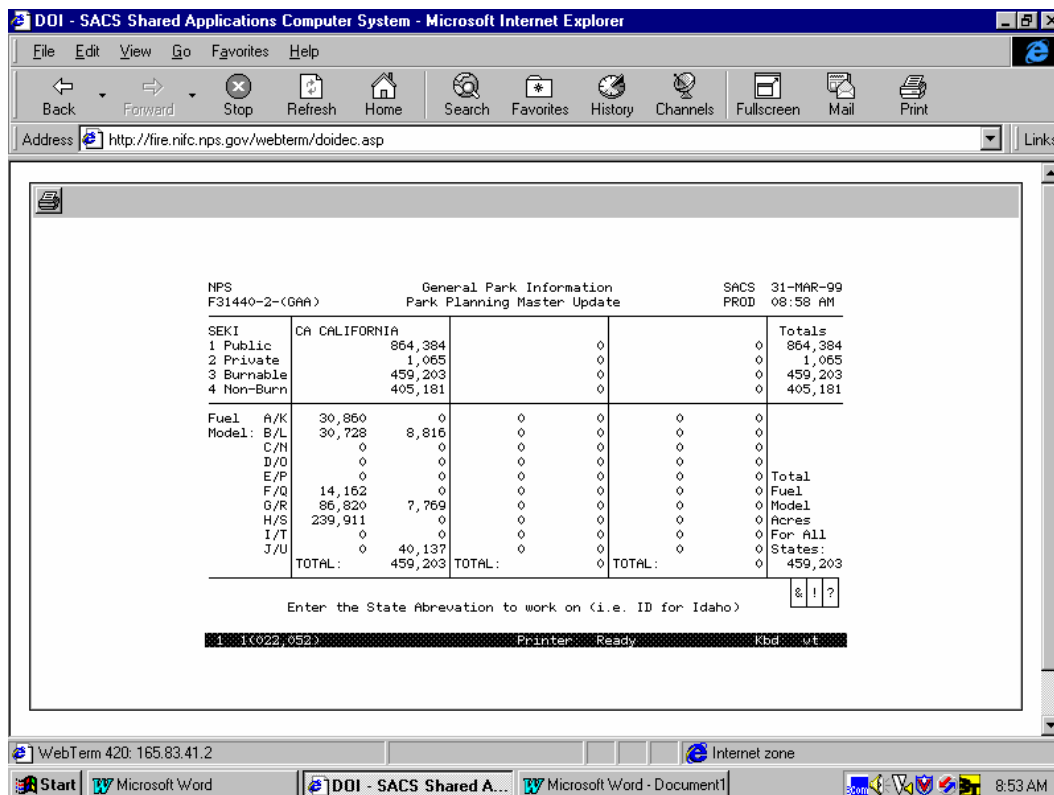 DOI - SACS Shared Applications Computer System - Microsoft Internet Explorer
File Edit View Go Favorites Help
Back Forward Stop Refresh Home Search Favorites History Channels Fullscreen Mail Print
Address http://fire.nifc.nps.gov/webterm/doidec.asp Links
NPS General Park Information SACS 31-MAR-99
F31440-2-(GAA) Park Planning Master Update PROD 08:58 AM
SEKI CA CALIFORNIA Totals
1 Public 864,384 0 0 864,384
2 Private 1,065 0 0 1,065
3 Burnable 459,203 0 0 459,203
4 Non-Burn 405,181 0 0 405,181
Fuel A/K 30,860 0 0 0 0 0
Model: B/L 30,728 8,816 0 0 0 0
C/N 0 0 0 0 0 0
D/O 0 0 0 0 0 0
E/P 0 0 0 0 0 0 Total
F/Q 14,162 0 0 0 0 0 Fuel
G/R 86,820 7,769 0 0 0 0 Model
H/S 239,911 0 0 0 0 0 Acres
I/T 0 0 0 0 0 0 For All
J/U 0 40,137 0 0 0 0 States:
TOTAL: 459,203 TOTAL: 0 TOTAL: 0 459,203
& ! ?
Enter the State Abrevation to work on (i.e. ID for Idaho)
1 1(022,052) Printer: Ready Kbd: vt
WebTerm 420: 165.83.41.2 Internet zone
Start Microsoft Word DOI - SACS Shared A... Microsoft Word - Document1 8:53 AM